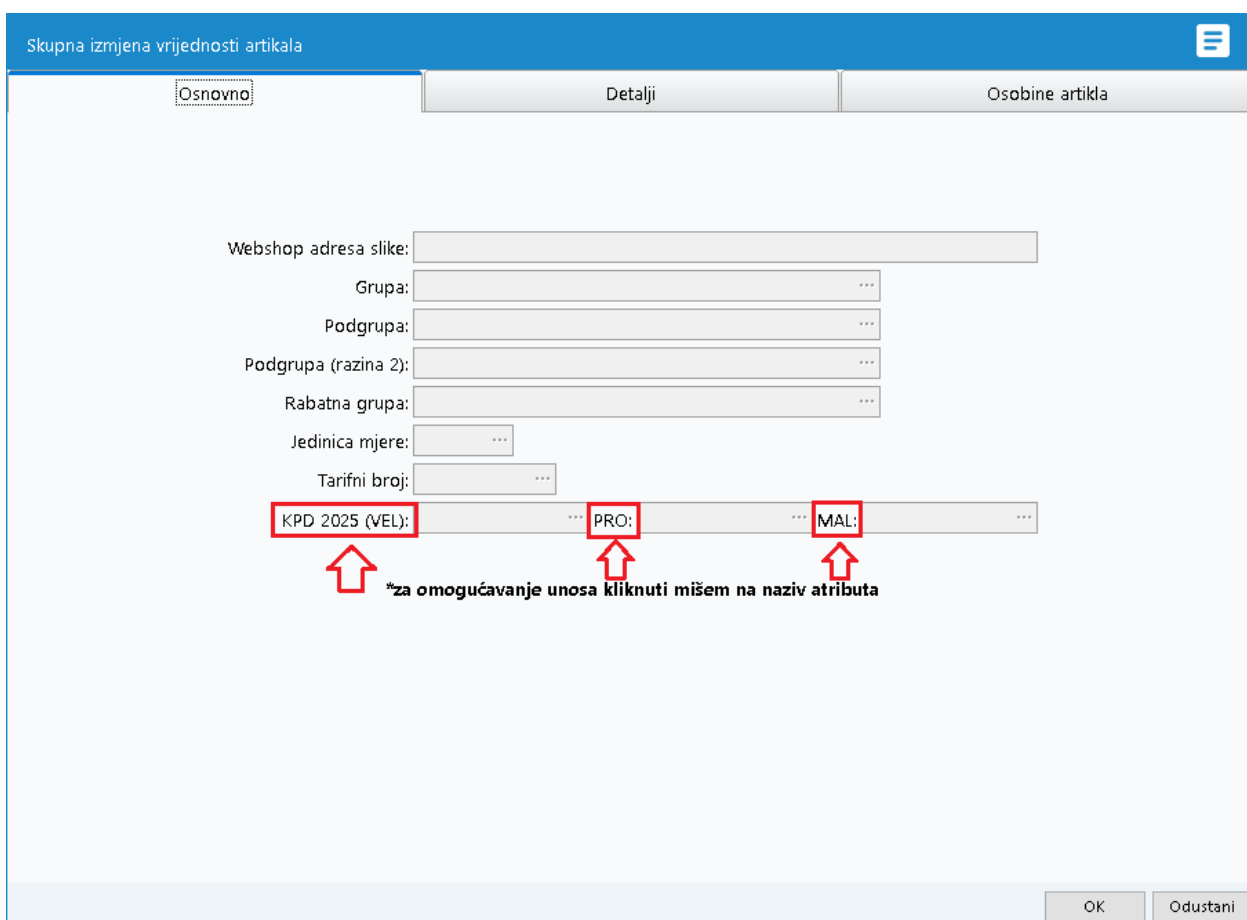 Skupna izmjena vrijednosti artikala
Osnovno Detalji Osobine artikla
Webshop adresa slike:
Grupa: ...
Podgrupa: ...
Podgrupa (razina 2): ...
Rabatna grupa: ...
Jedinica mjere: ...
Tarifni broj: ...
KPD 2025 (VEL): ... PRO: ... MAL: ...
*za omogućavanje unosa kliknuti mišem na naziv atributa
OK Odustani